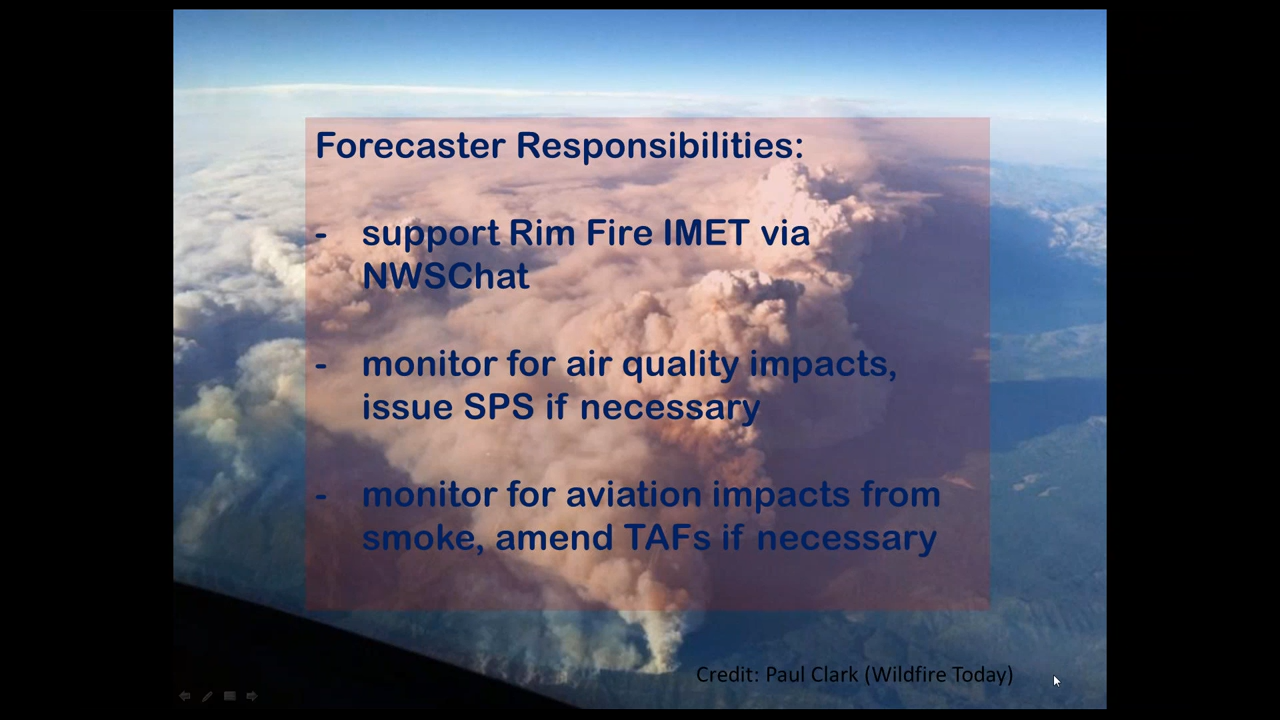 Forecaster Responsibilities:
- support Rim Fire IMET via
NWSChat
- monitor for air quality impacts,
issue SPS if necessary
- monitor for aviation impacts from
smoke, amend TAFs if necessary
Credit: Paul Clark (Wildfire Today)